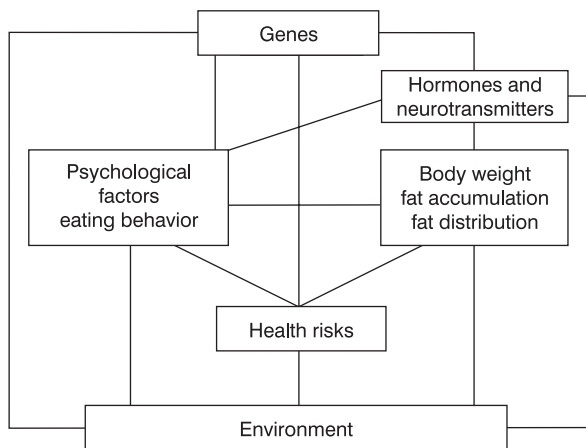 Genes
Hormones and
neurotransmitters
Psychological
factors
eating behavior
Body weight
fat accumulation
fat distribution
Health risks
Environment